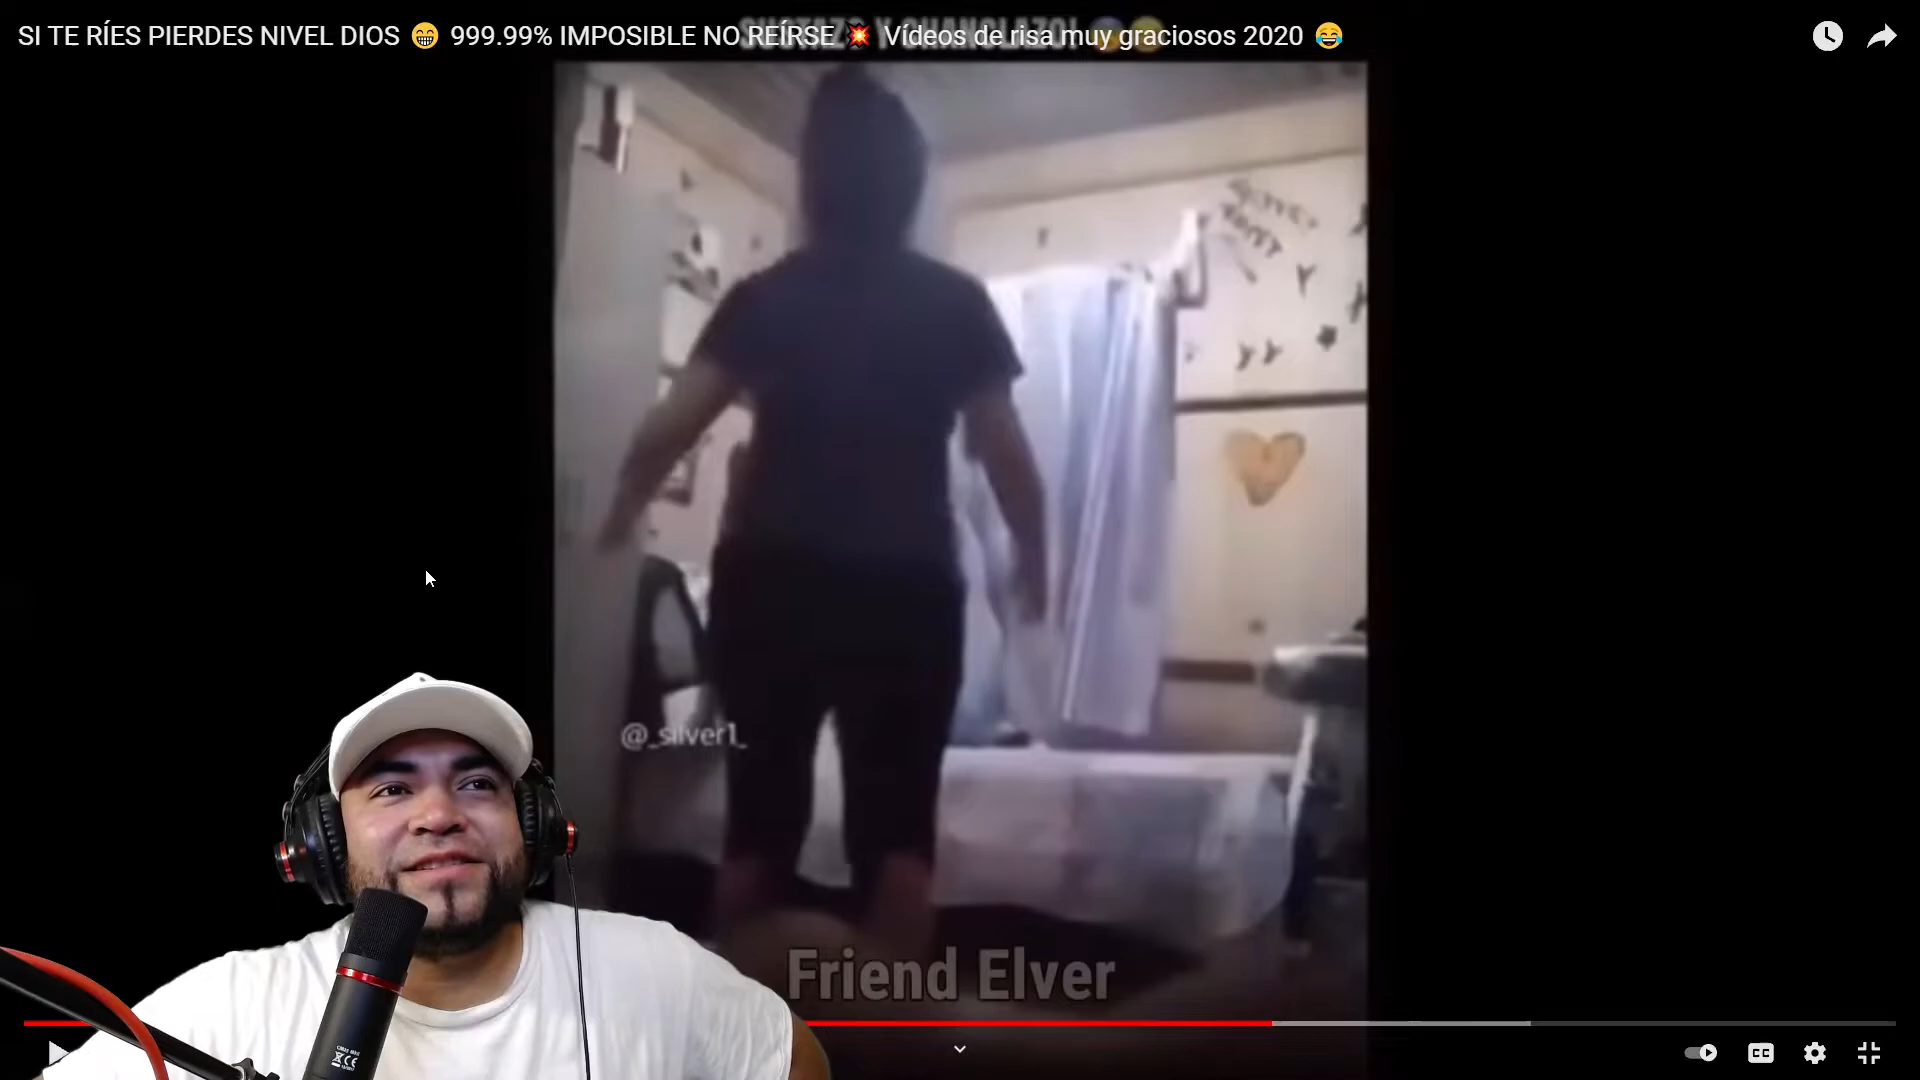 SI TE RÍES PIERDES NIVEL DIOS 😁 999.99% IMPOSIBLE NO REÍRSE 💥 Vídeos de risa muy graciosos 2020 😂
@_silver1_
Friend Elver
CC